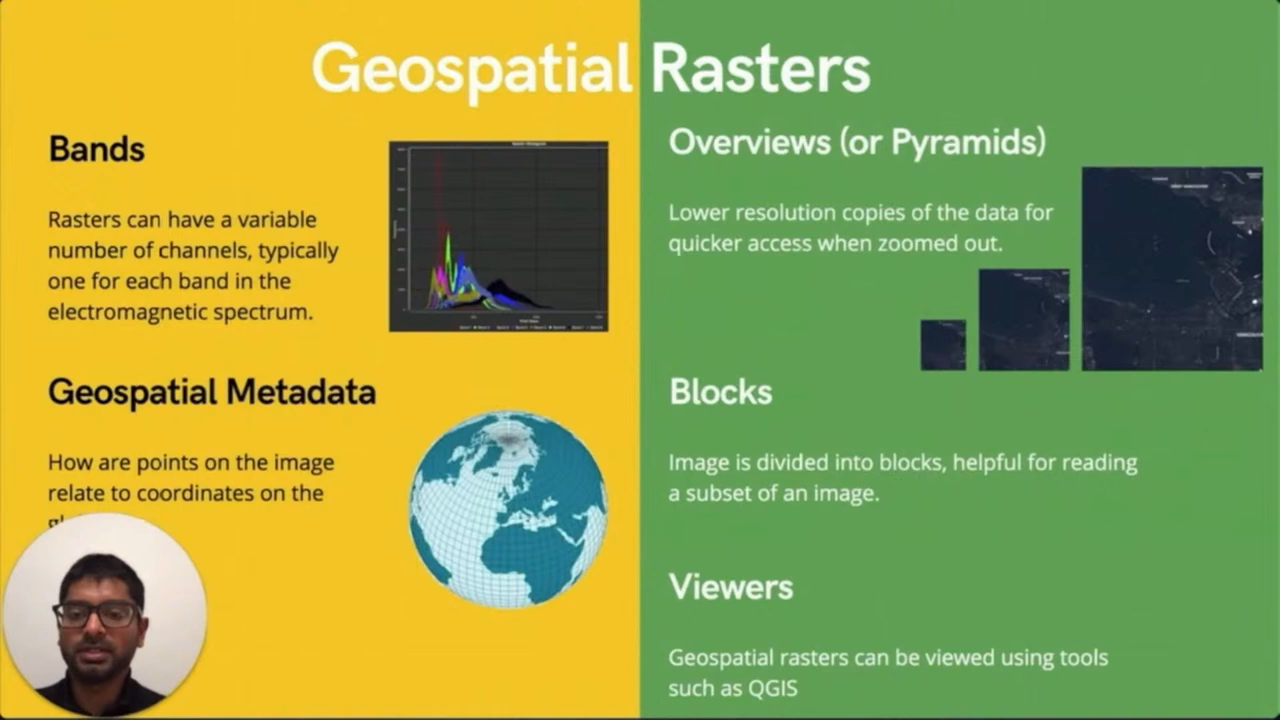 Geospatial Rasters
Bands
Rasters can have a variable
number of channels, typically
one for each band in the
electromagnetic spectrum.
Geospatial Metadata
How are points on the image
relate to coordinates on the
Overviews (or Pyramids)
Lower resolution copies of the data for
quicker access when zoomed out.
Blocks
Image is divided into blocks, helpful for reading
a subset of an image.
Viewers
Geospatial rasters can be viewed using tools
such as QGIS